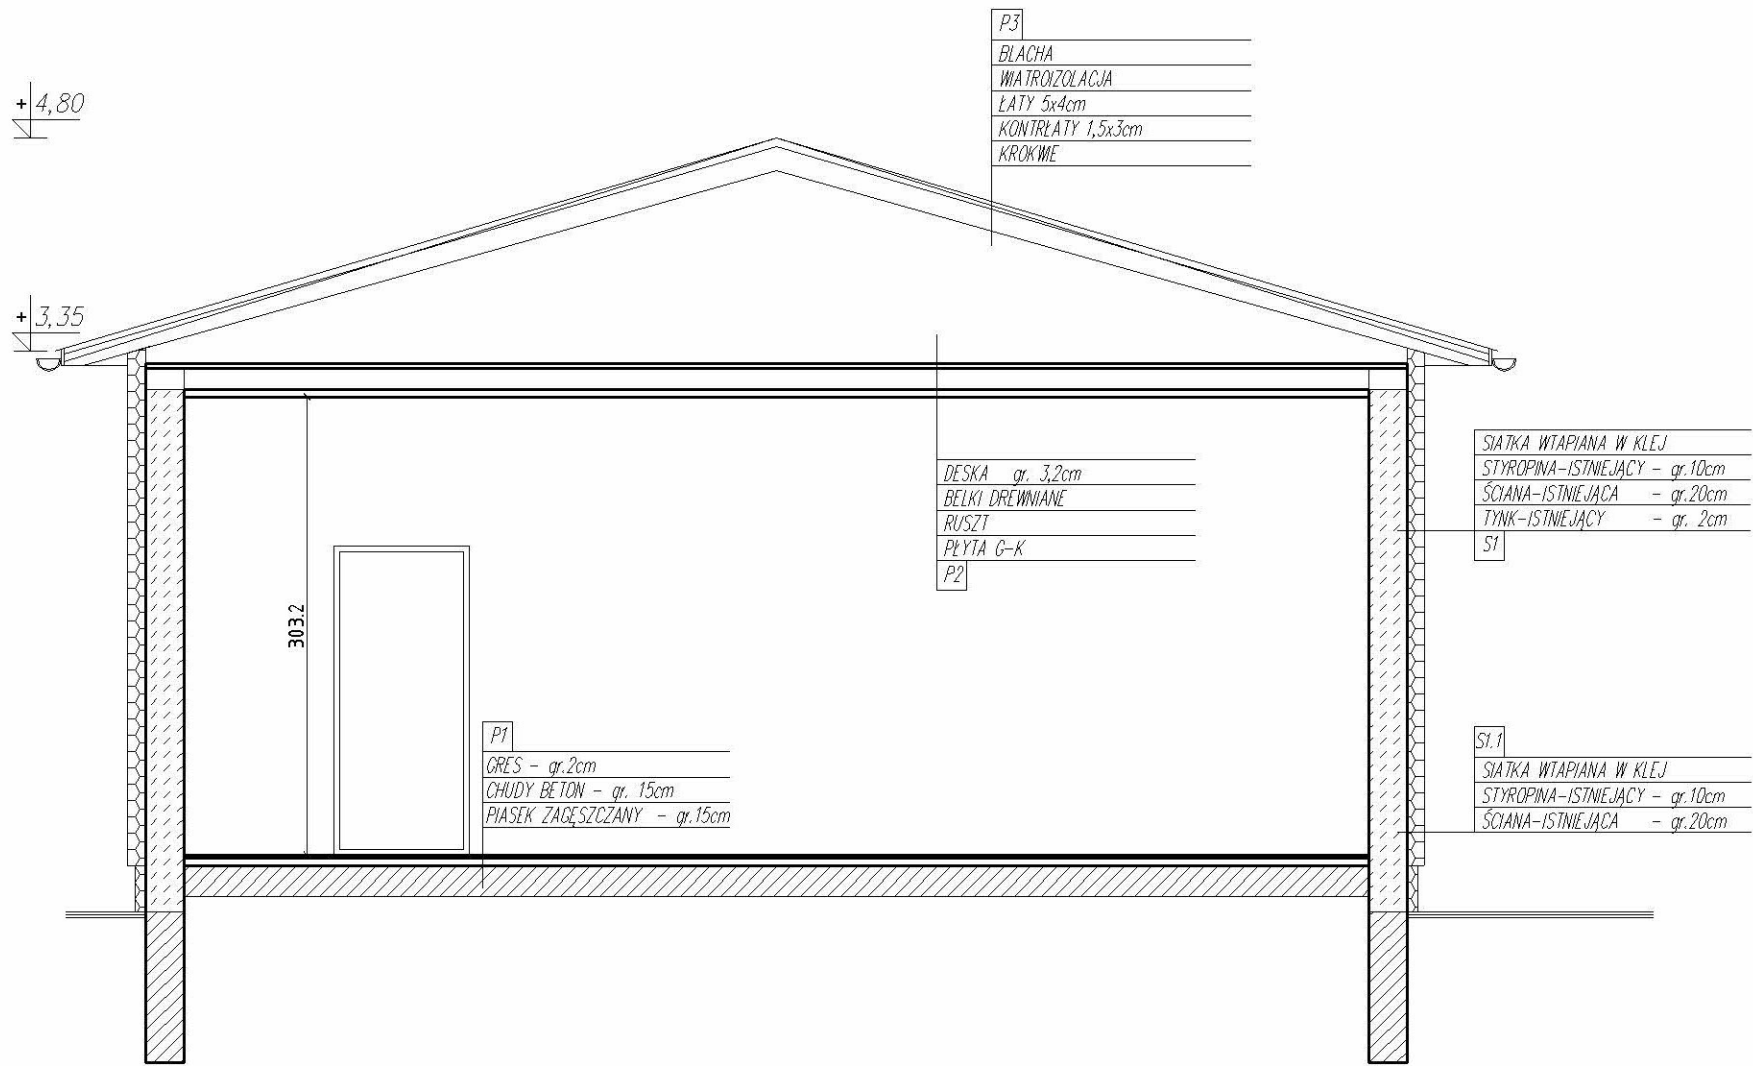 P3
BLACHA
WIATROIZOLACJA
ŁATY 5x4cm
KONTRŁATY 1,5x3cm
KROKWIE
+4,80
+3,35
SIATKA WTAPIANA W KLEJ
STYROPINA-ISTNIEJĄCY - gr.10cm
ŚCIANA-ISTNIEJĄCA - gr.20cm
TYNK-ISTNIEJĄCY - gr. 2cm
S1
DESKA gr. 3,2cm
BELKI DREWNIANE
RUSZT
PŁYTA G-K
P2
303.2
P1
GRES - gr.2cm
CHUDY BETON - gr. 15cm
PIASEK ZAGĘSZCZANY - gr.15cm
S1.1
SIATKA WTAPIANA W KLEJ
STYROPINA-ISTNIEJĄCY - gr.10cm
ŚCIANA-ISTNIEJĄCA - gr.20cm